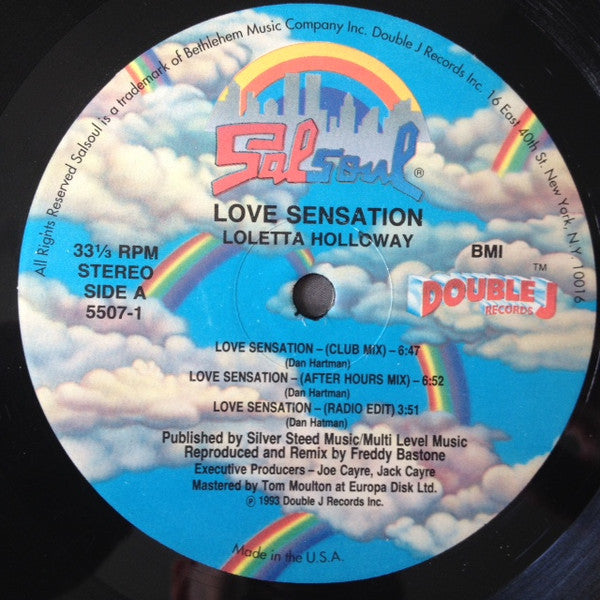 All Rights Reserved Salsoul is a trademark of Bethlehem Music Company Inc. Double J Records Inc. 16 East 40th St. New York, N.Y. 10016
Salsoul®
LOVE SENSATION
LOLETTA HOLLOWAY
33⅓ RPM
STEREO
SIDE A
5507-1
BMI
DOUBLE J™
RECORDS
LOVE SENSATION – (CLUB MIX) – 6:47
(Dan Hartman)
LOVE SENSATION – (AFTER HOURS MIX) – 6:52
(Dan Hartman)
LOVE SENSATION – (RADIO EDIT) 3:51
(Dan Hatman)
Published by Silver Steed Music/Multi Level Music
Reproduced and Remix by Freddy Bastone
Executive Producers – Joe Cayre, Jack Cayre
Mastered by Tom Moulton at Europa Disk Ltd.
℗ 1993 Double J Records Inc.
Made in the U.S.A.